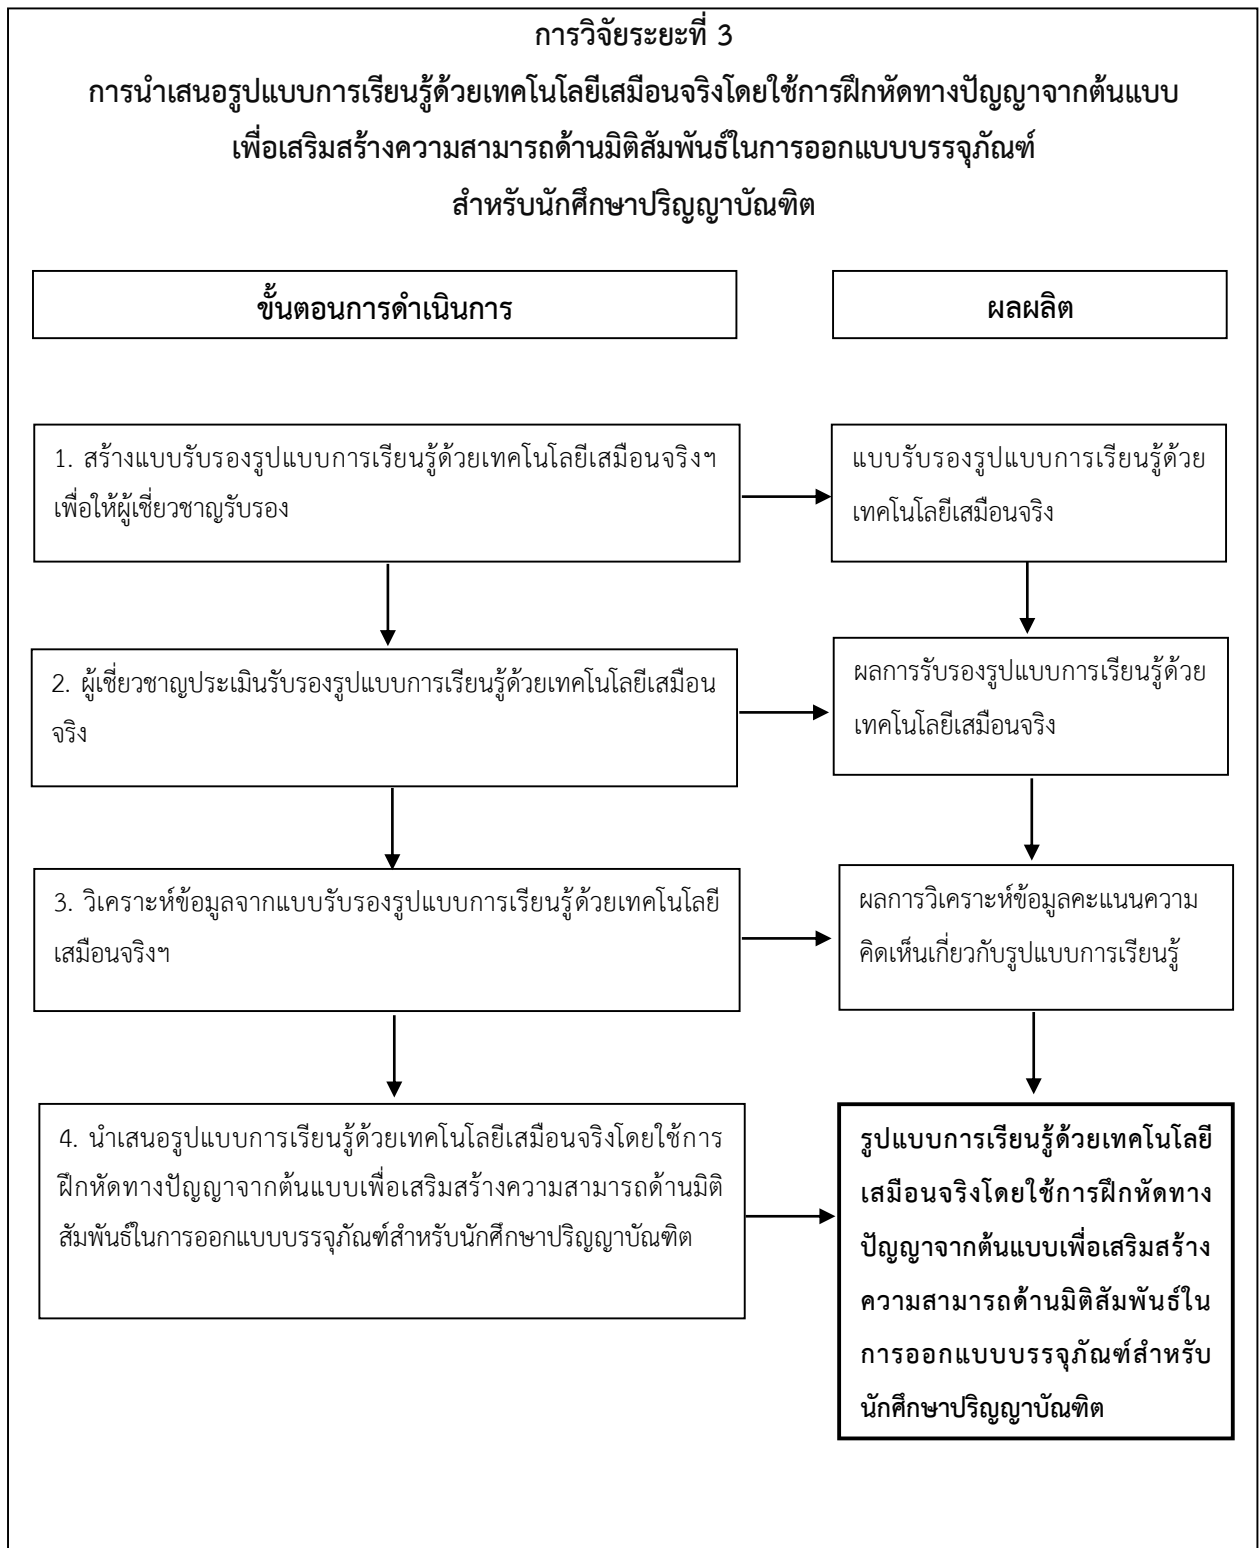 การวิจัยระยะที่ 3
การนำเสนอรูปแบบการเรียนรู้ด้วยเทคโนโลยีเสมือนจริงโดยใช้การฝึกหัดทางปัญญาจากต้นแบบ
เพื่อเสริมสร้างความสามารถด้านมิติสัมพันธ์ในการออกแบบบรรจุภัณฑ์
สำหรับนักศึกษาปริญญาบัณฑิต
ขั้นตอนการดำเนินการ
ผลผลิต
1. สร้างแบบรับรองรูปแบบการเรียนรู้ด้วยเทคโนโลยีเสมือนจริงฯ
เพื่อให้ผู้เชี่ยวชาญรับรอง
แบบรับรองรูปแบบการเรียนรู้ด้วย
เทคโนโลยีเสมือนจริง
2. ผู้เชี่ยวชาญประเมินรับรองรูปแบบการเรียนรู้ด้วยเทคโนโลยีเสมือน
จริง
ผลการรับรองรูปแบบการเรียนรู้ด้วย
เทคโนโลยีเสมือนจริง
3. วิเคราะห์ข้อมูลจากแบบรับรองรูปแบบการเรียนรู้ด้วยเทคโนโลยี
เสมือนจริงฯ
ผลการวิเคราะห์ข้อมูลคะแนนความ
คิดเห็นเกี่ยวกับรูปแบบการเรียนรู้
4. นำเสนอรูปแบบการเรียนรู้ด้วยเทคโนโลยีเสมือนจริงโดยใช้การ
ฝึกหัดทางปัญญาจากต้นแบบเพื่อเสริมสร้างความสามารถด้านมิติ
สัมพันธ์ในการออกแบบบรรจุภัณฑ์สำหรับนักศึกษาปริญญาบัณฑิต
รูปแบบการเรียนรู้ด้วยเทคโนโลยี
เสมือนจริงโดยใช้การฝึกหัดทาง
ปัญญาจากต้นแบบเพื่อเสริมสร้าง
ความสามารถด้านมิติสัมพันธ์ใน
การออกแบบบรรจุภัณฑ์สำหรับ
นักศึกษาปริญญาบัณฑิต